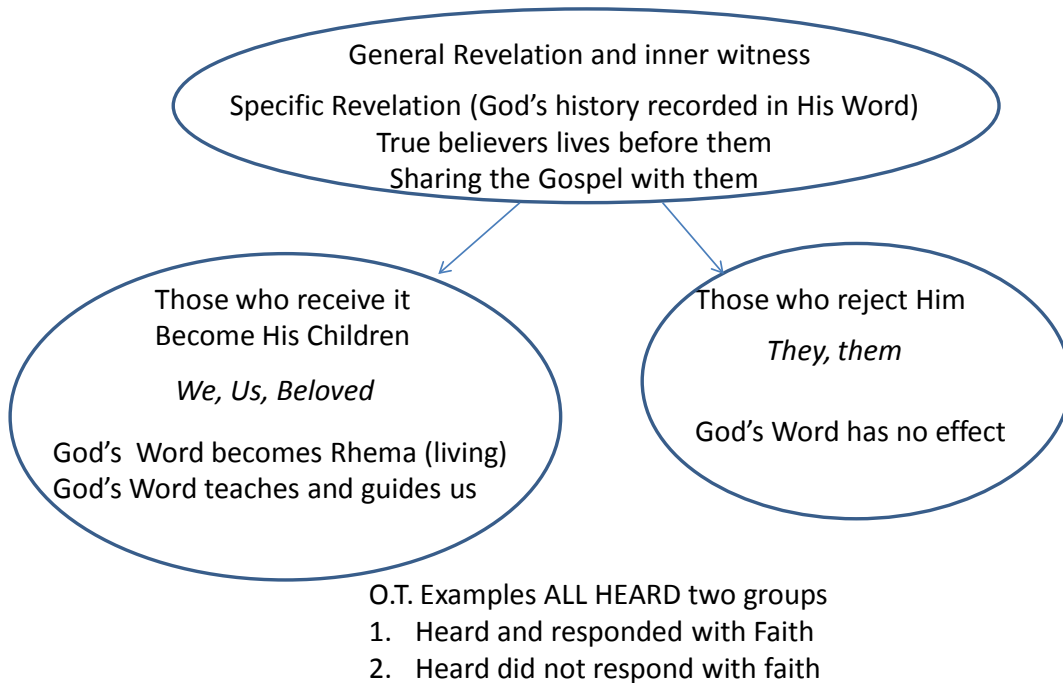 General Revelation and inner witness
Specific Revelation (God's history recorded in His Word)
True believers lives before them
Sharing the Gospel with them
Those who receive it
Become His Children
We, Us, Beloved
God's  Word becomes Rhema (living)
God's Word teaches and guides us
Those who reject Him
They, them
God's Word has no effect
O.T. Examples ALL HEARD two groups
1. Heard and responded with Faith
2. Heard did not respond with faith